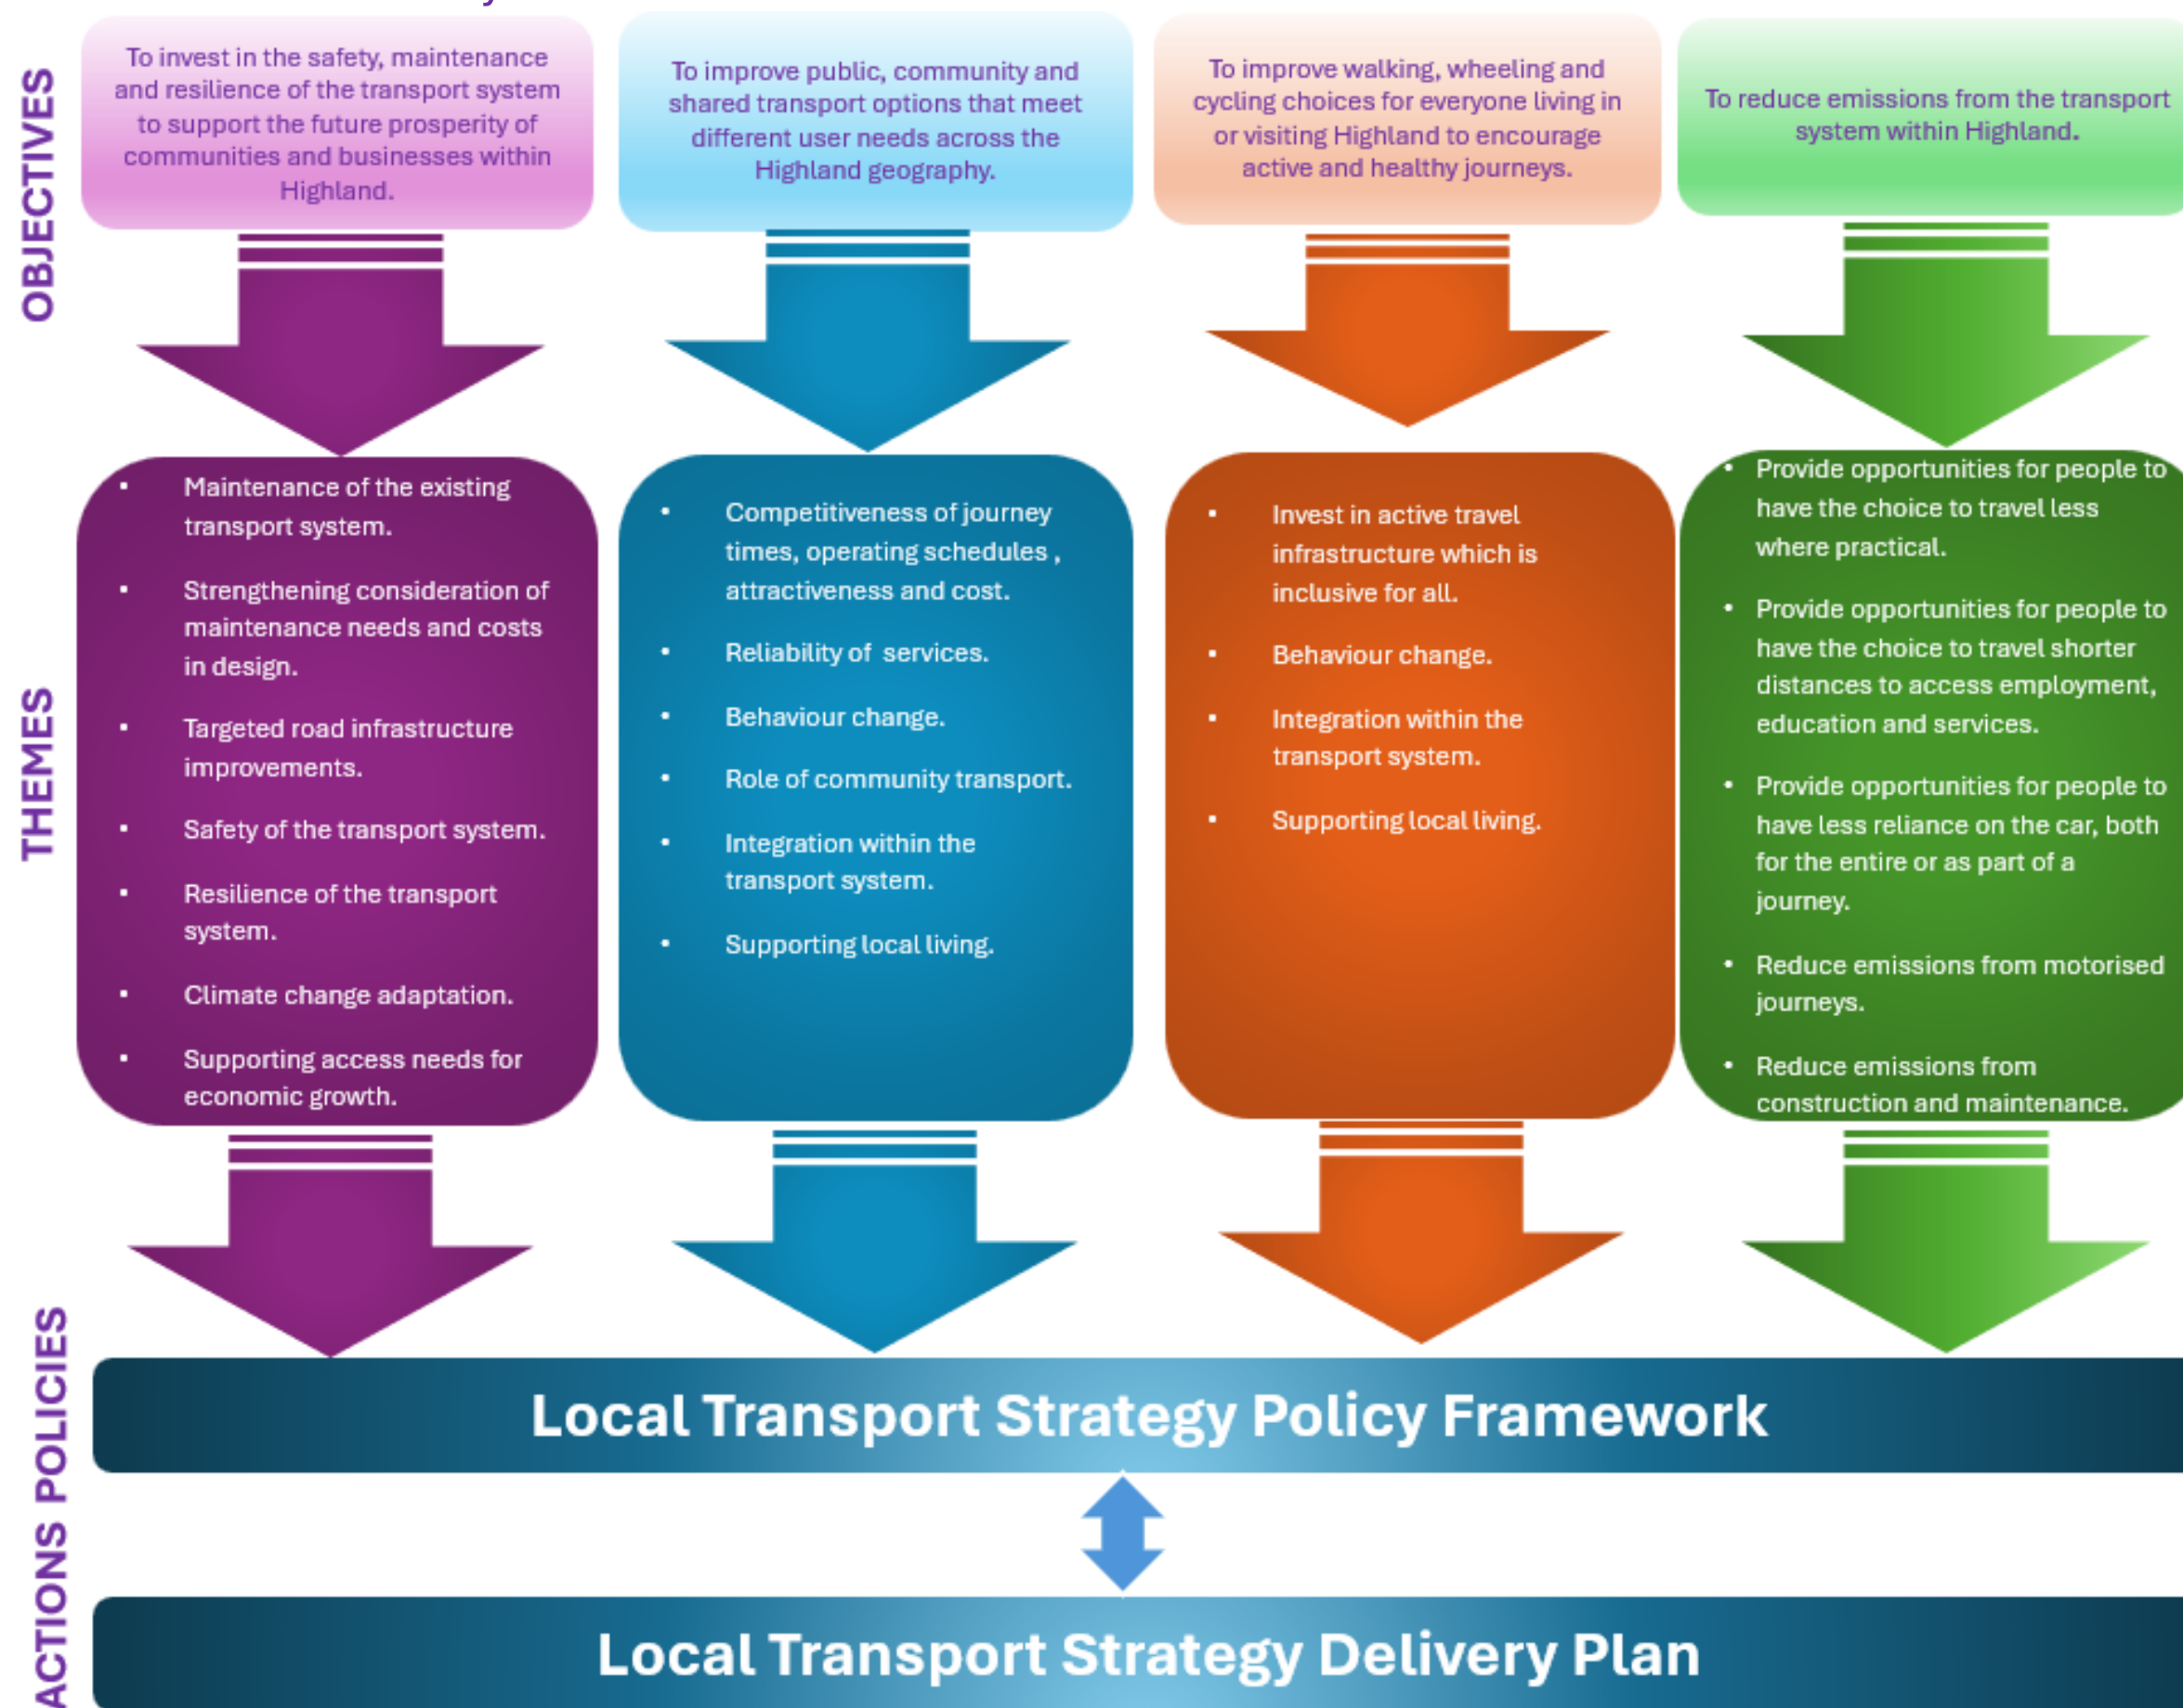 OBJECTIVES
To invest in the safety, maintenance
and resilience of the transport system
to support the future prosperity of
communities and businesses within
Highland.
To improve public, community and
shared transport options that meet
different user needs across the
Highland geography.
To improve walking, wheeling and
cycling choices for everyone living in
or visiting Highland to encourage
active and healthy journeys.
To reduce emissions from the transport
system within Highland.
THEMES
▪ Maintenance of the existing
transport system.
▪ Strengthening consideration of
maintenance needs and costs
in design.
▪ Targeted road infrastructure
improvements.
▪ Safety of the transport system.
▪ Resilience of the transport
system.
▪ Climate change adaptation.
▪ Supporting access needs for
economic growth.
• Competitiveness of journey
times, operating schedules ,
attractiveness and cost.
• Reliability of services.
• Behaviour change.
• Role of community transport.
• Integration within the
transport system.
• Supporting local living.
▪ Invest in active travel
infrastructure which is
inclusive for all.
▪ Behaviour change.
▪ Integration within the
transport system.
▪ Supporting local living.
• Provide opportunities for people to
have the choice to travel less
where practical.
• Provide opportunities for people to
have the choice to travel shorter
distances to access employment,
education and services.
• Provide opportunities for people to
have less reliance on the car, both
for the entire or as part of a
journey.
• Reduce emissions from motorised
journeys.
• Reduce emissions from
construction and maintenance.
POLICIES
Local Transport Strategy Policy Framework
ACTIONS
Local Transport Strategy Delivery Plan